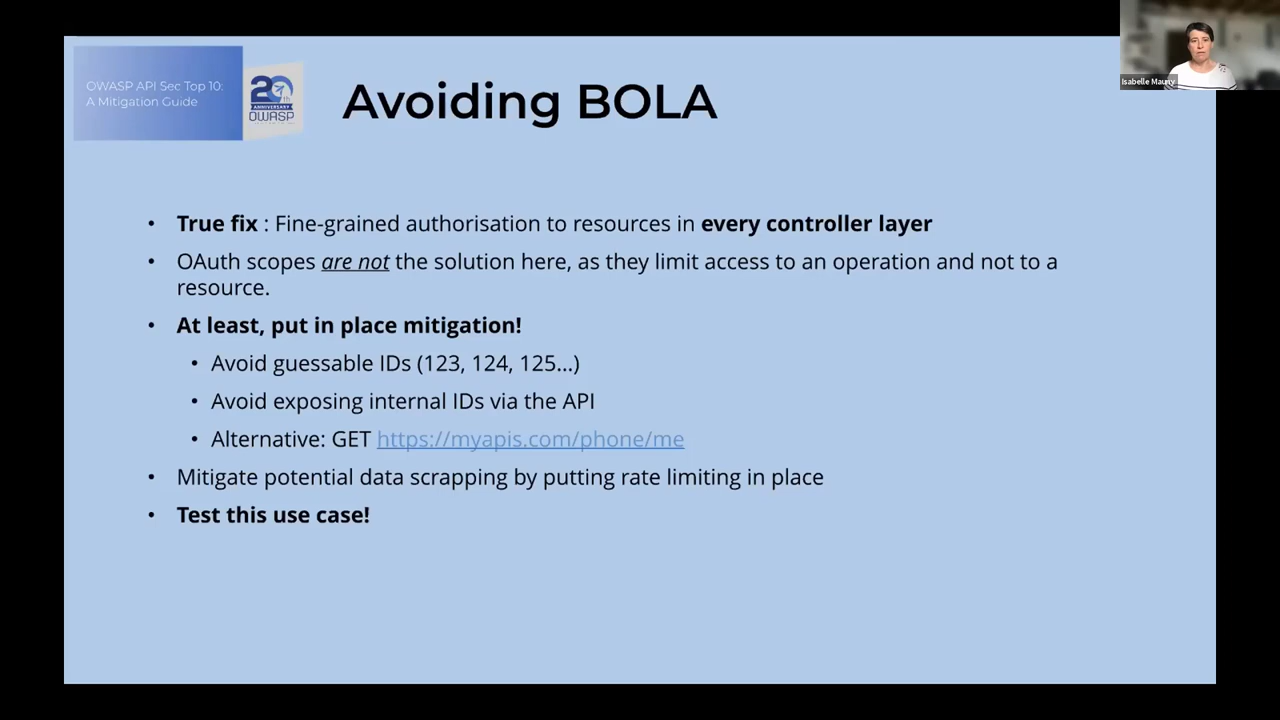 OWASP API Sec Top 10:
A Mitigation Guide
20th
ANNIVERSARY
OWASP
Avoiding BOLA
Isabelle Mauny
• True fix : Fine-grained authorisation to resources in every controller layer
• OAuth scopes are not the solution here, as they limit access to an operation and not to a
resource.
• At least, put in place mitigation!
• Avoid guessable IDs (123, 124, 125...)
• Avoid exposing internal IDs via the API
• Alternative: GET https://myapis.com/phone/me
• Mitigate potential data scrapping by putting rate limiting in place
• Test this use case!